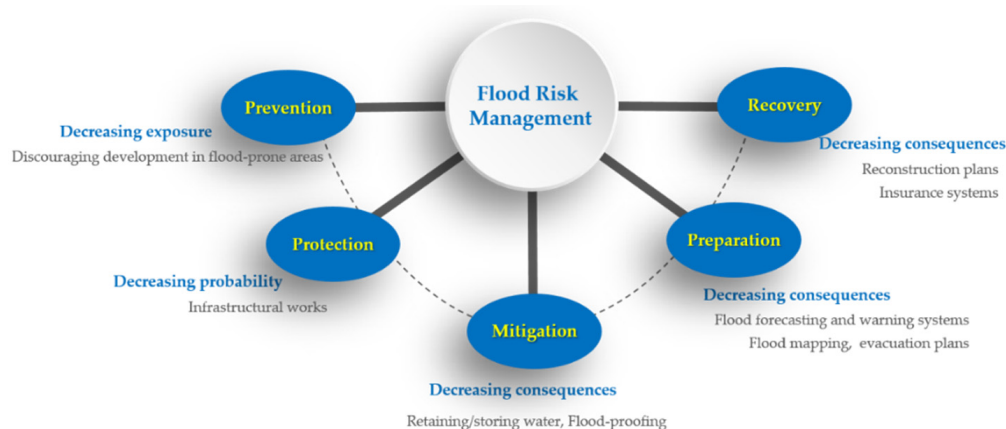 Flood Risk
Management
Prevention
Decreasing exposure
Discouraging development in flood-prone areas
Protection
Decreasing probability
Infrastructural works
Mitigation
Decreasing consequences
Retaining/storing water, Flood-proofing
Preparation
Decreasing consequences
Flood forecasting and warning systems
Flood mapping, evacuation plans
Recovery
Decreasing consequences
Reconstruction plans
Insurance systems